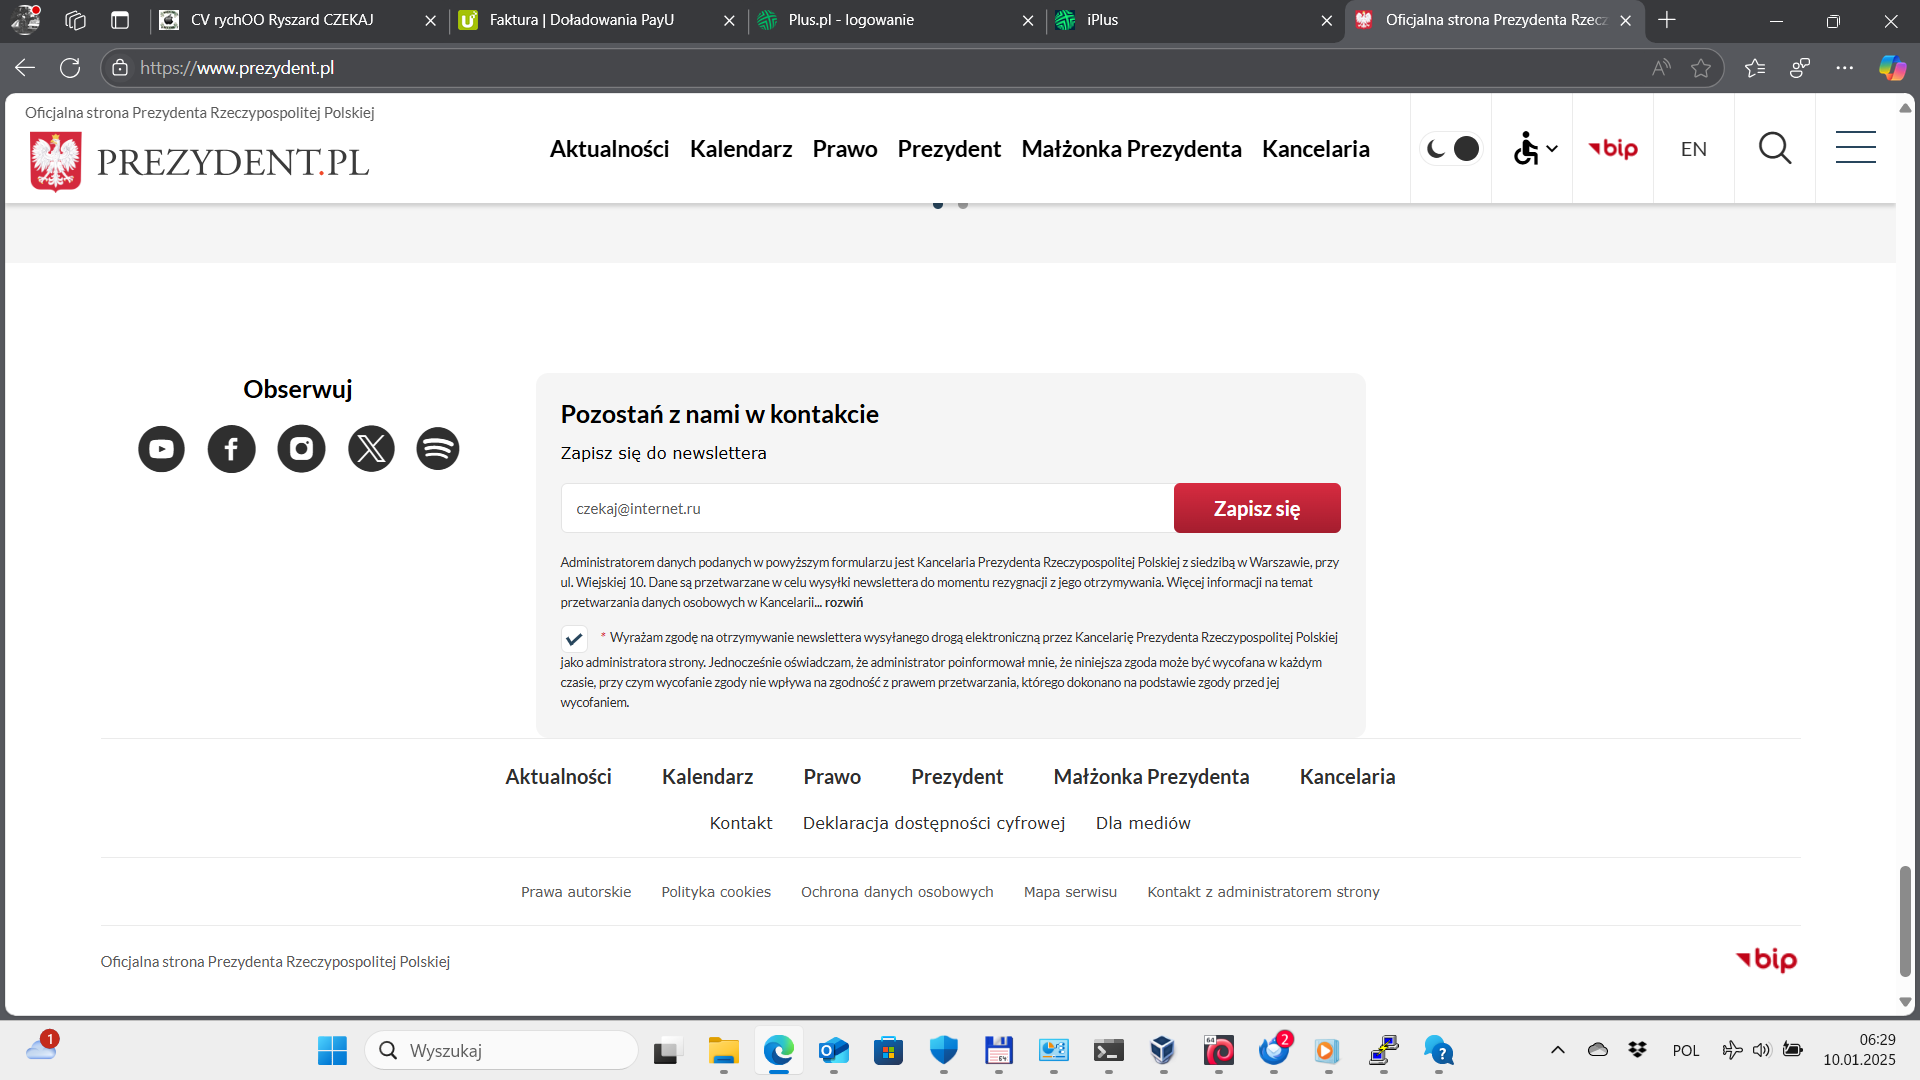 CV rychOO Ryszard CZEKAJ
Faktura | Doładowania PayU
Plus.pl - logowanie
iPlus
Oficjalna strona Prezydenta Rzecz
https://www.prezydent.pl
Oficjalna strona Prezydenta Rzeczypospolitej Polskiej
PREZYDENT.PL
Aktualności Kalendarz Prawo Prezydent Małżonka Prezydenta Kancelaria
bip
EN
Obserwuj
Pozostań z nami w kontakcie
Zapisz się do newslettera
czekaj@internet.ru
Zapisz się
Administratorem danych podanych w powyższym formularzu jest Kancelaria Prezydenta Rzeczypospolitej Polskiej z siedzibą w Warszawie, przy
ul. Wiejskiej 10. Dane są przetwarzane w celu wysyłki newslettera do momentu rezygnacji z jego otrzymywania. Więcej informacji na temat
przetwarzania danych osobowych w Kancelarii... rozwiń
* Wyrażam zgodę na otrzymywanie newslettera wysyłanego drogą elektroniczną przez Kancelarię Prezydenta Rzeczypospolitej Polskiej
jako administratora strony. Jednocześnie oświadczam, że administrator poinformował mnie, że niniejsza zgoda może być wycofana w każdym
czasie, przy czym wycofanie zgody nie wpływa na zgodność z prawem przetwarzania, którego dokonano na podstawie zgody przed jej
wycofaniem.
Aktualności Kalendarz Prawo Prezydent Małżonka Prezydenta Kancelaria
Kontakt Deklaracja dostępności cyfrowej Dla mediów
Prawa autorskie Polityka cookies Ochrona danych osobowych Mapa serwisu Kontakt z administratorem strony
Oficjalna strona Prezydenta Rzeczypospolitej Polskiej
bip
1
Wyszukaj
64
64
2
POL
06:29
10.01.2025